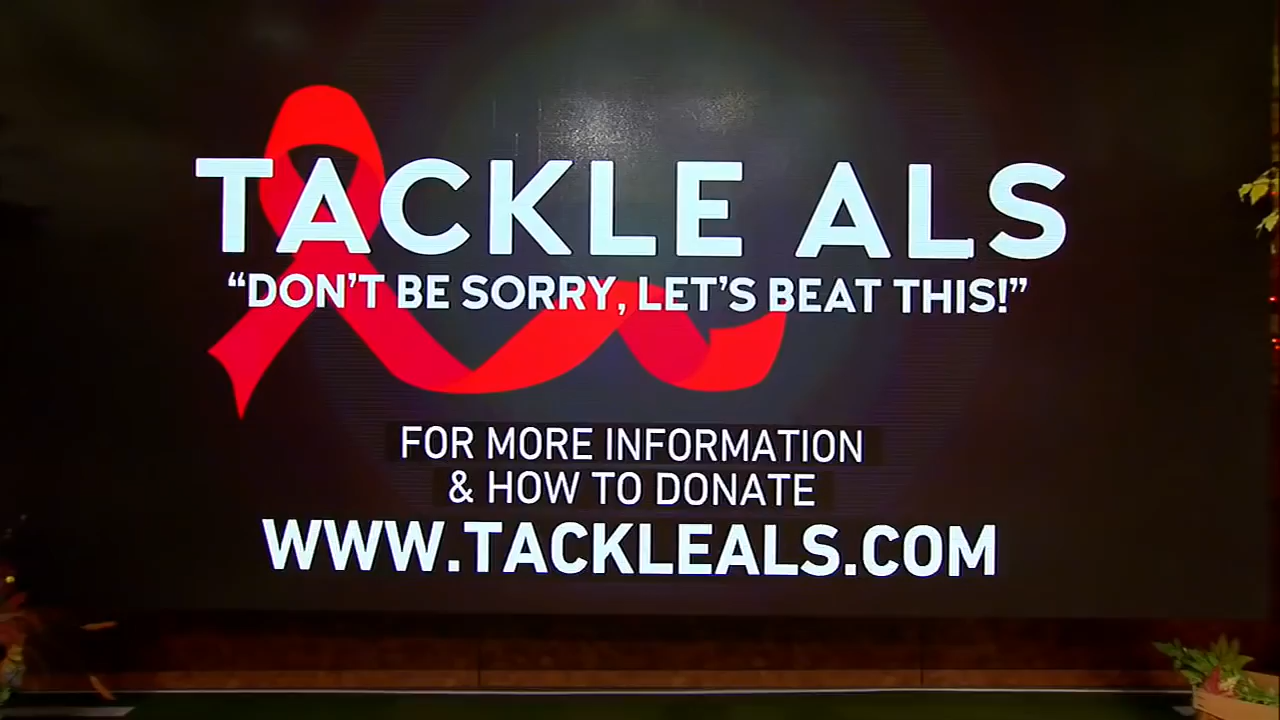 TACKLE ALS
“DON’T BE SORRY, LET’S BEAT THIS!”
FOR MORE INFORMATION
& HOW TO DONATE
WWW.TACKLEALS.COM